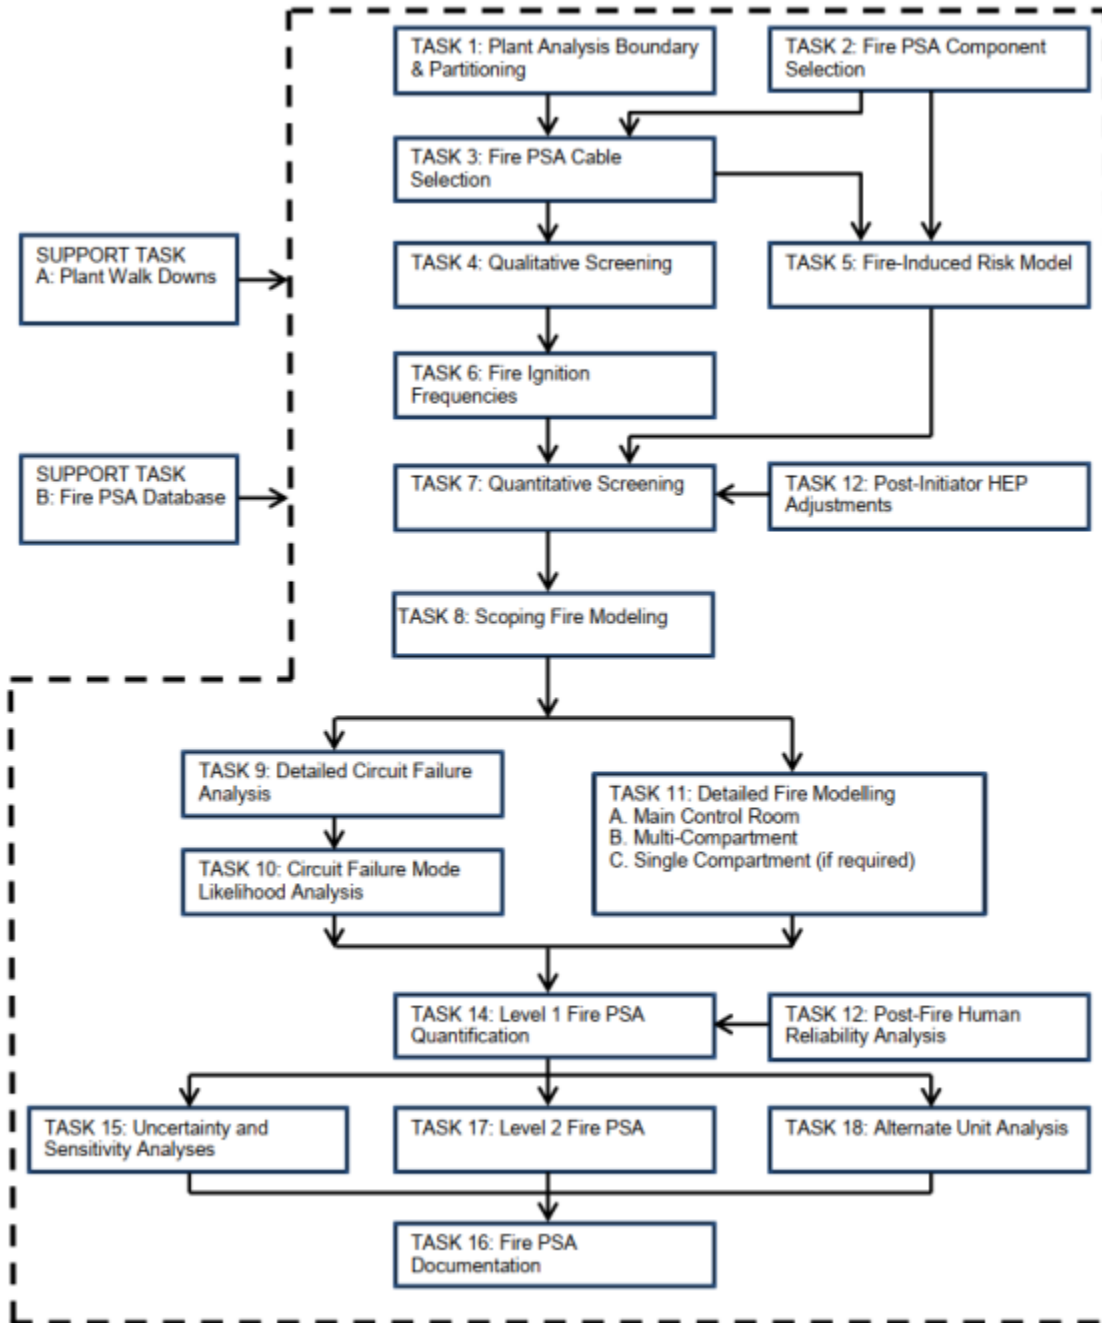 TASK 1: Plant Analysis Boundary
& Partitioning
TASK 2: Fire PSA Component
Selection
TASK 3: Fire PSA Cable
Selection
SUPPORT TASK
A: Plant Walk Downs
TASK 4: Qualitative Screening
TASK 5: Fire-Induced Risk Model
TASK 6: Fire Ignition
Frequencies
SUPPORT TASK
B: Fire PSA Database
TASK 7: Quantitative Screening
TASK 12: Post-Initiator HEP
Adjustments
TASK 8: Scoping Fire Modeling
TASK 9: Detailed Circuit Failure
Analysis
TASK 10: Circuit Failure Mode
Likelihood Analysis
TASK 11: Detailed Fire Modelling
A. Main Control Room
B. Multi-Compartment
C. Single Compartment (if required)
TASK 14: Level 1 Fire PSA
Quantification
TASK 12: Post-Fire Human
Reliability Analysis
TASK 15: Uncertainty and
Sensitivity Analyses
TASK 17: Level 2 Fire PSA
TASK 18: Alternate Unit Analysis
TASK 16: Fire PSA
Documentation